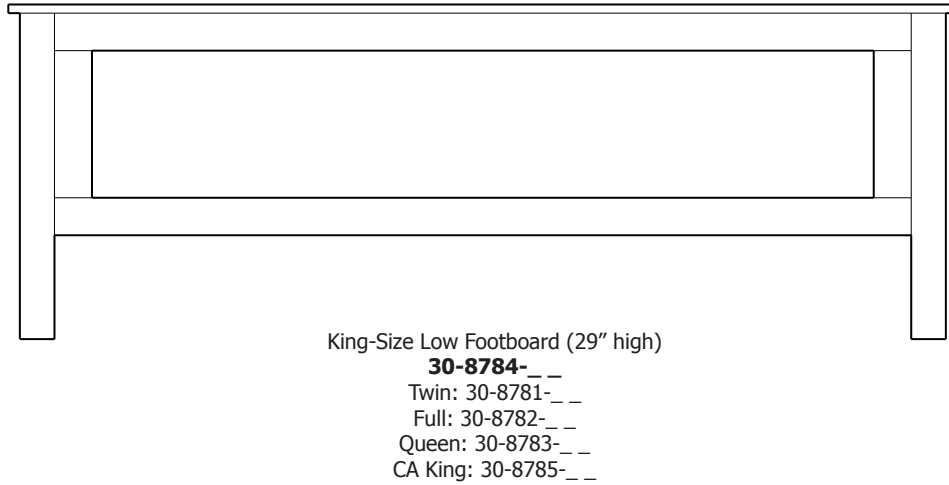 King-Size Low Footboard (29” high)
30-8784-_ _
Twin: 30-8781-_ _
Full: 30-8782-_ _
Queen: 30-8783-_ _
CA King: 30-8785-_ _